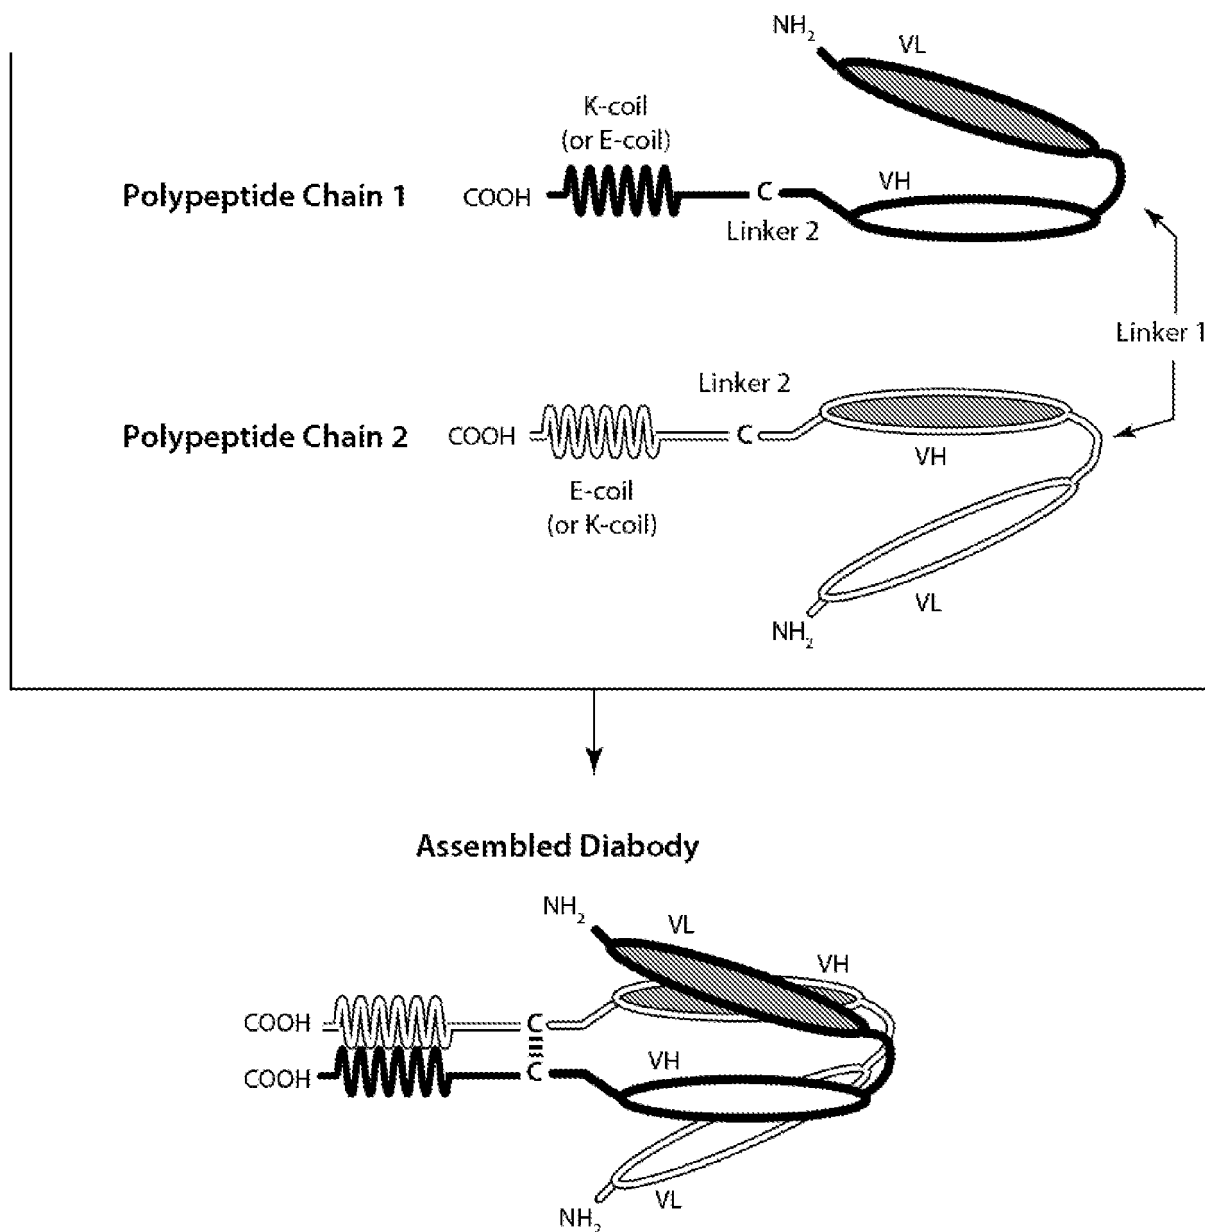 NH2
VL
K-coil
(or E-coil)
Polypeptide Chain 1
COOH
C
VH
Linker 2
Linker 1
Linker 2
Polypeptide Chain 2
COOH
C
VH
E-coil
(or K-coil)
VL
NH2
Assembled Diabody
NH2
VL
VH
COOH
C
COOH
C
VH
VL
NH2